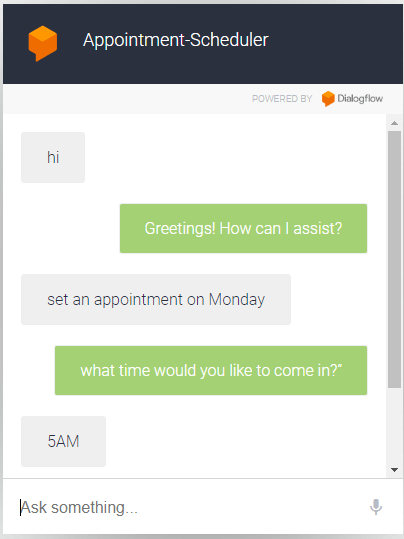 Appointment-Scheduler
POWERED BY Dialogflow
hi
Greetings! How can I assist?
set an appointment on Monday
what time would you like to come in?"
5AM
Ask something...